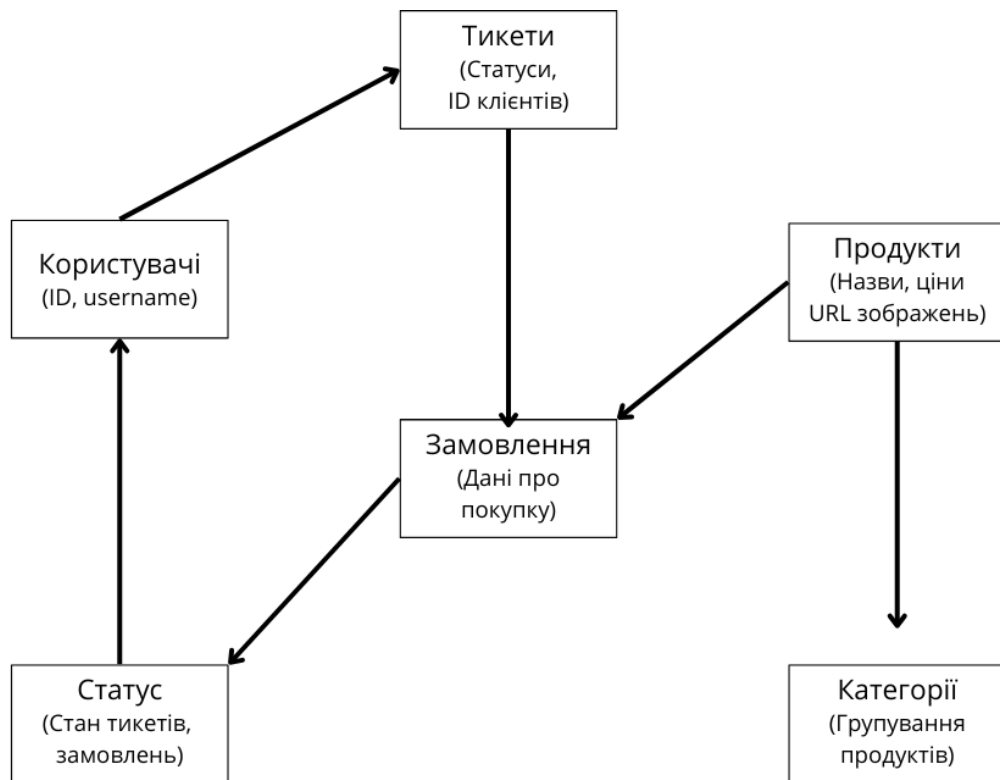 Тикети
(Статуси,
ID клієнтів)
Користувачі
(ID, username)
Продукти
(Назви, ціни
URL зображень)
Замовлення
(Дані про
покупку)
Статус
(Стан тикетів,
замовлень)
Категорії
(Групування
продуктів)